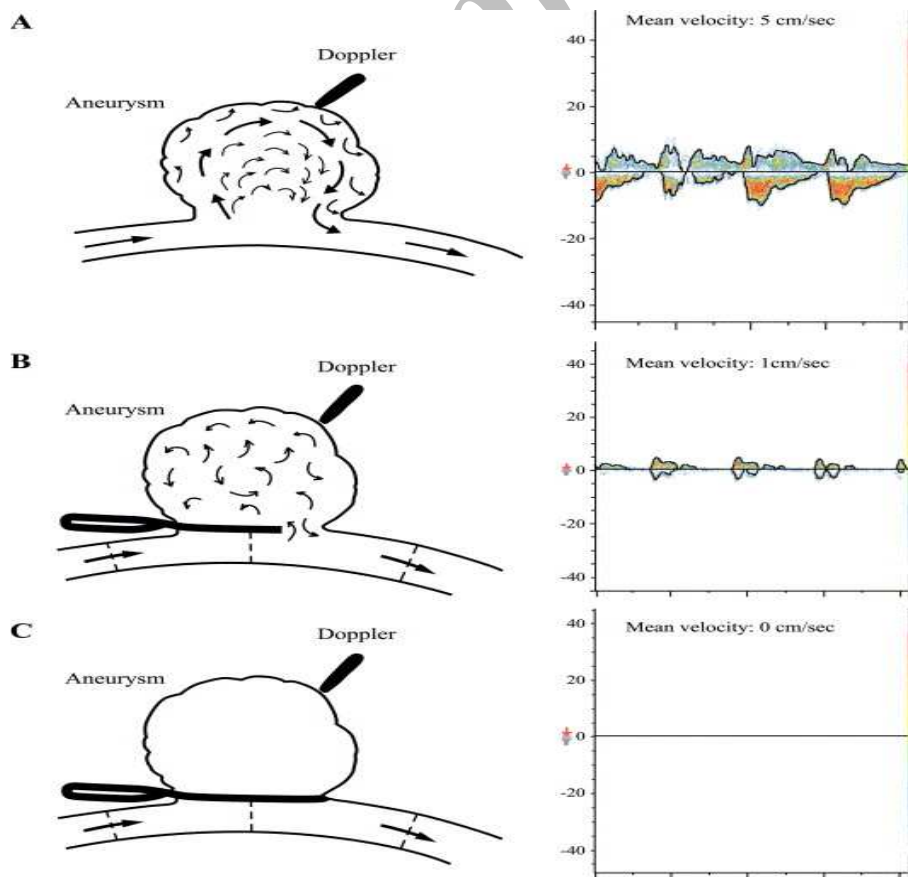 A
Doppler
Aneurysm
Mean velocity: 5 cm/sec
40
20
0
-20
-40
B
Doppler
Aneurysm
Mean velocity: 1cm/sec
40
20
0
-20
-40
C
Doppler
Aneurysm
Mean velocity: 0 cm/sec
40
20
0
-20
-40